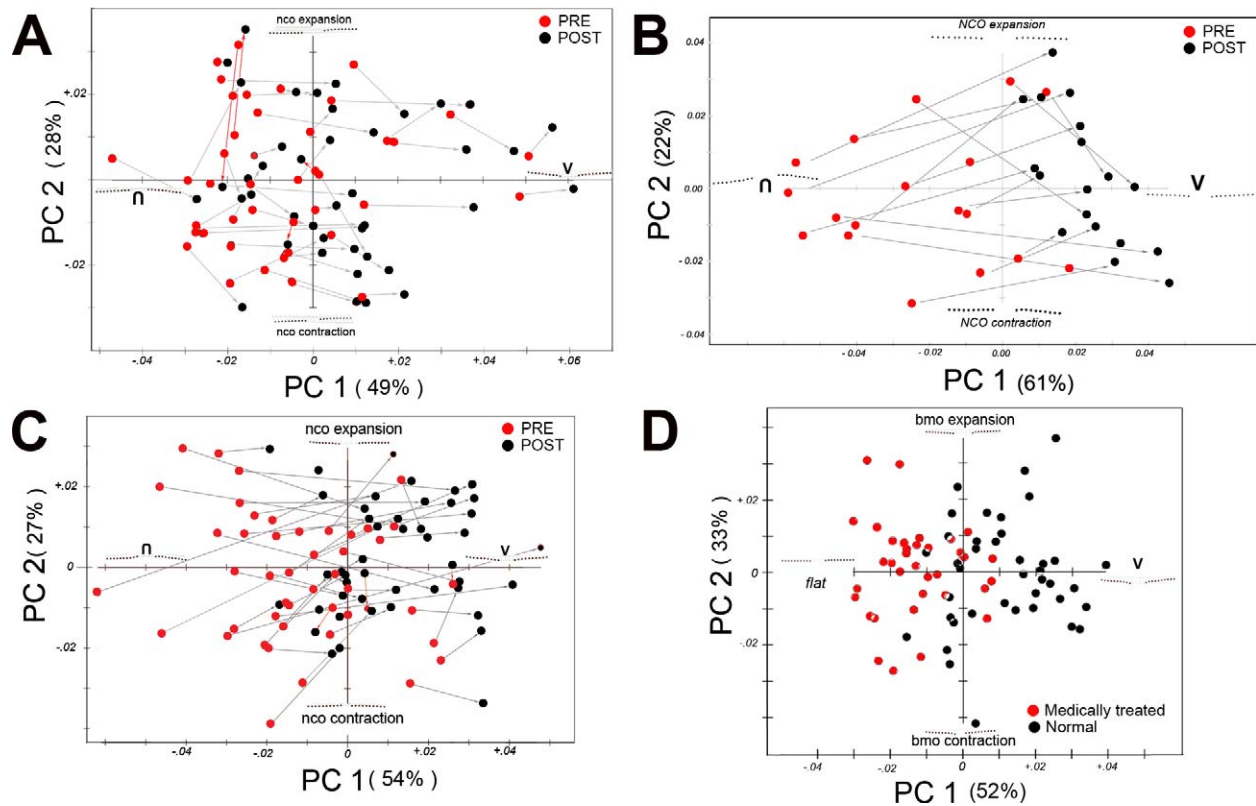 A
nco expansion
PRE
POST
+.02
PC 2 (28%)
∩
V
-.02
nco contraction
-.04 -.02 0 +.02 +.04 +.06
PC 1 (49%)
B
NCO expansion
PRE
POST
0.04
0.02
PC 2 (22%)
0.00
∩
V
-0.02
NCO contraction
-0.04
-0.04 -0.02 0.00 0.02 0.04
PC 1 (61%)
C
nco expansion
PRE
POST
+.02
PC 2 (27%)
∩
0
V
-.02
nco contraction
-.04 -.02 0 +.02 +.04
PC 1 (54%)
D
bmo expansion
+.02
PC 2 (33%)
flat
0
V
-.02
Medically treated
Normal
bmo contraction
-.04 -.02 0 +.02 +.04
PC 1 (52%)